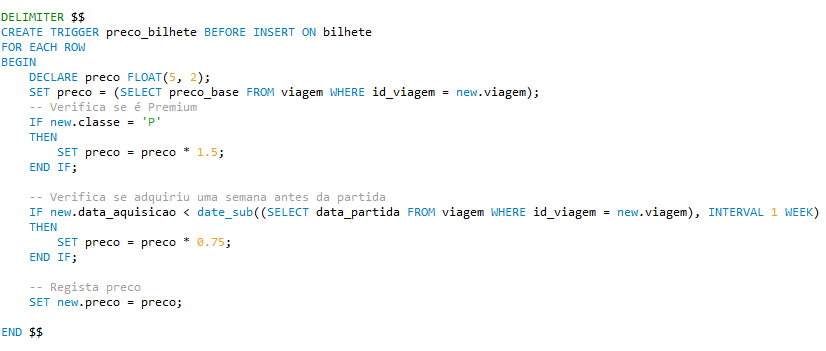 DELIMITER $$
CREATE TRIGGER preco_bilhete BEFORE INSERT ON bilhete
FOR EACH ROW
BEGIN
    DECLARE preco FLOAT(5, 2);
    SET preco = (SELECT preco_base FROM viagem WHERE id_viagem = new.viagem);
    -- Verifica se é Premium
    IF new.classe = 'P'
    THEN
        SET preco = preco * 1.5;
    END IF;

    -- Verifica se adquiriu uma semana antes da partida
    IF new.data_aquisicao < date_sub((SELECT data_partida FROM viagem WHERE id_viagem = new.viagem), INTERVAL 1 WEEK)
    THEN
        SET preco = preco * 0.75;
    END IF;

    -- Regista preco
    SET new.preco = preco;

END $$